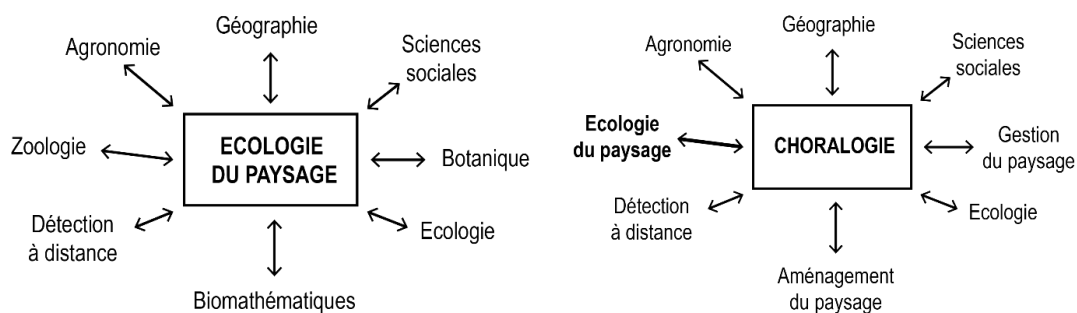 Géographie
Agronomie
Sciences
sociales
Zoologie
ECOLOGIE
DU PAYSAGE
Botanique
Détection
à distance
Ecologie
Biomathématiques
Géographie
Agronomie
Sciences
sociales
Ecologie
du paysage
CHORALOGIE
Gestion
du paysage
Détection
à distance
Ecologie
Aménagement
du paysage